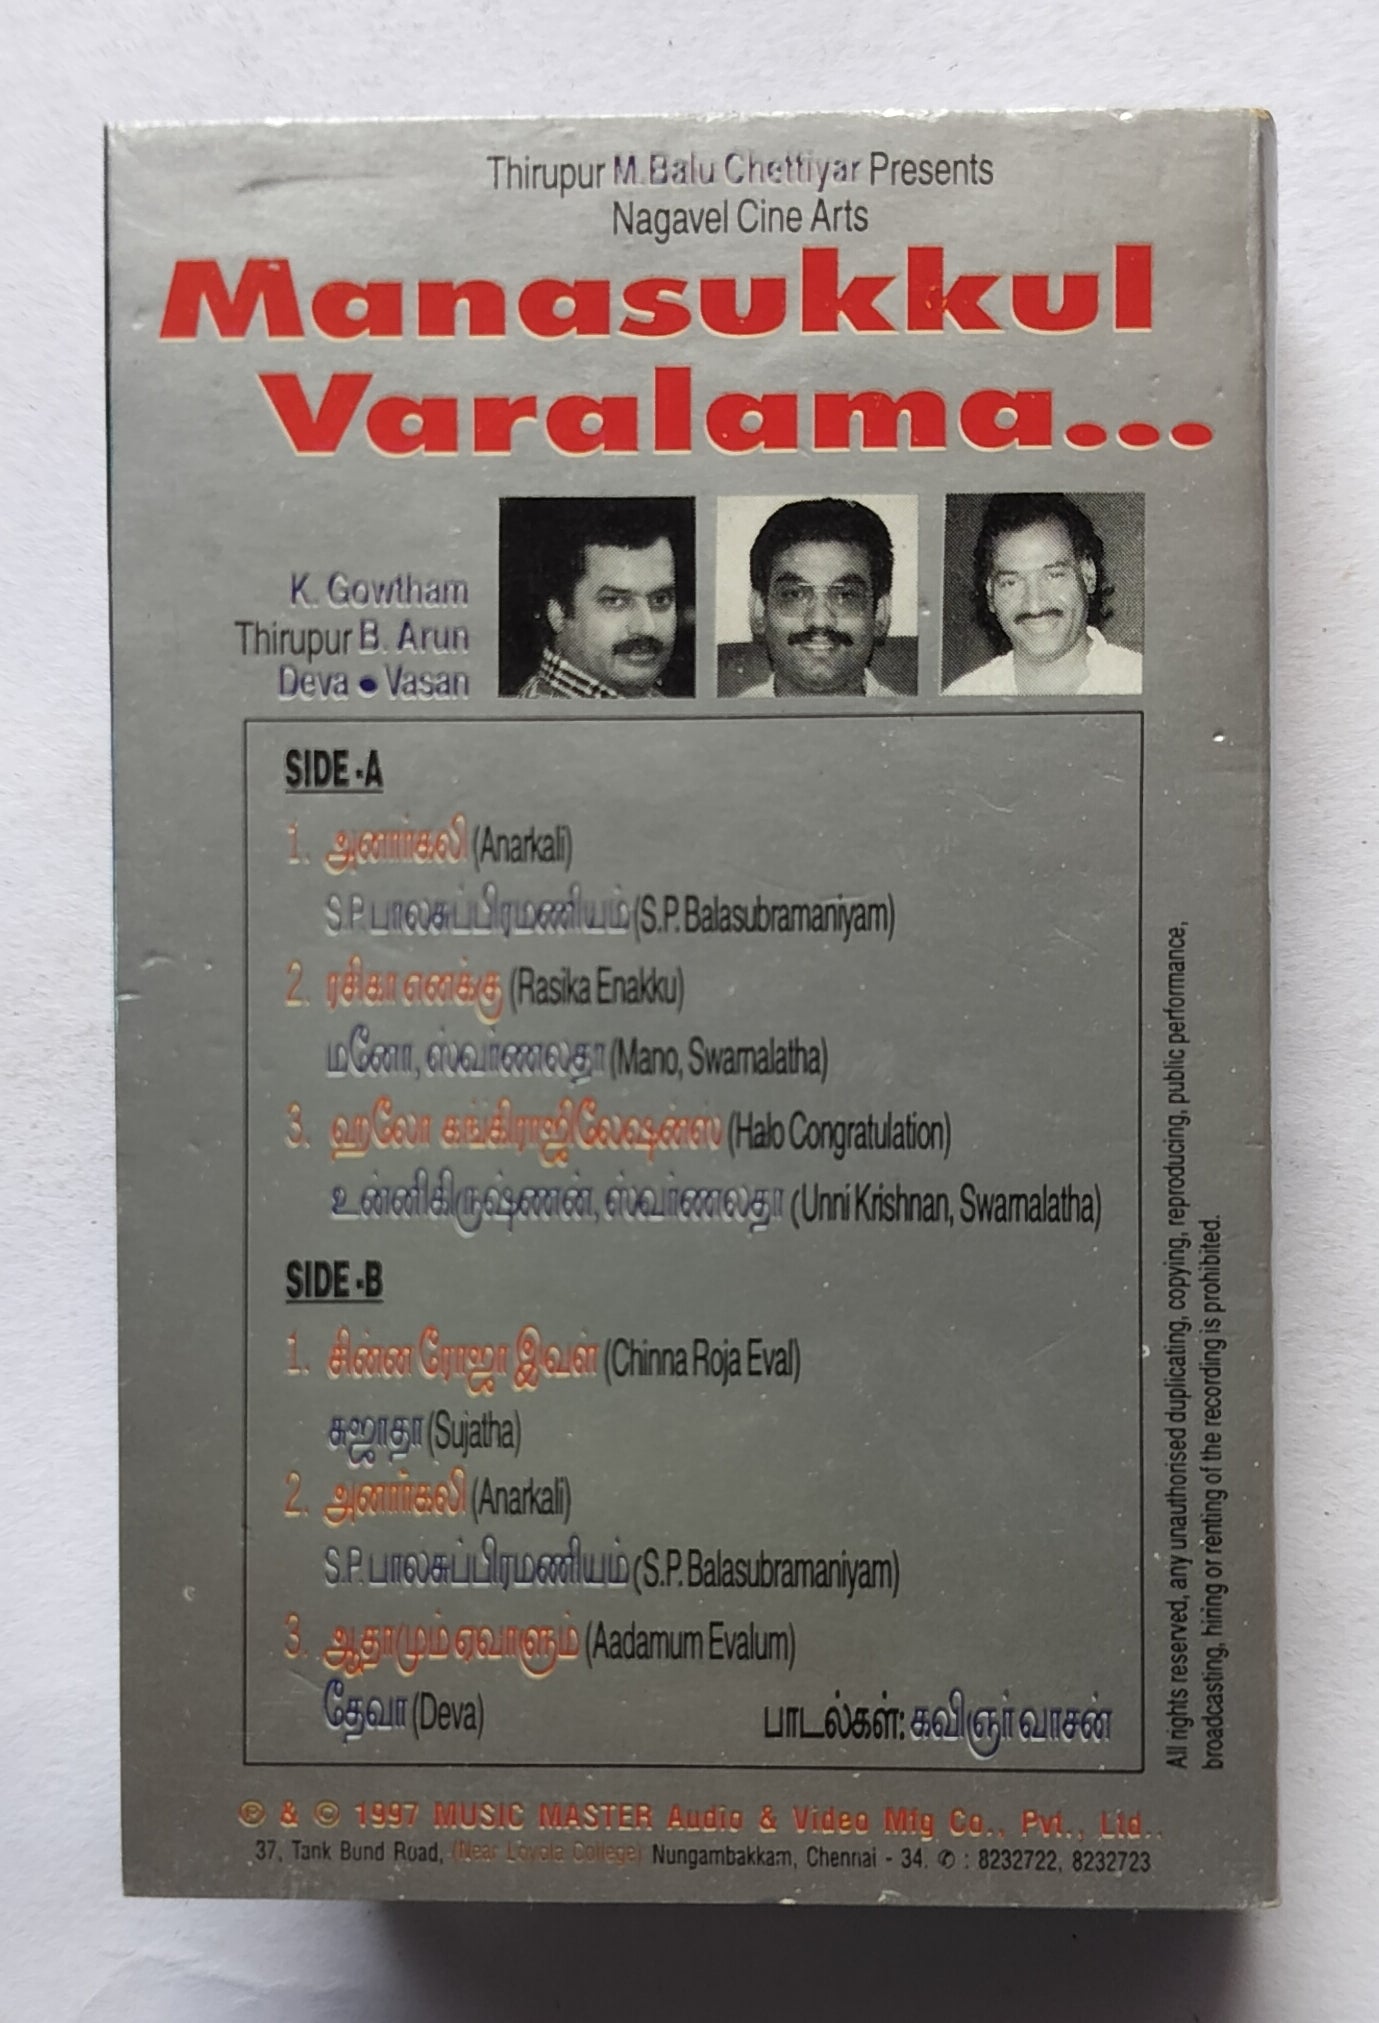 Thirupur M.Balu Chettiyar Presents
Nagavel Cine Arts
Manasukkul
Varalama...
K. Gowtham
Thirupur B. Arun
Deva • Vasan
SIDE -A
1. அனார்கலி (Anarkali)
S.P. பாலசுப்பிரமணியம் (S.P. Balasubramaniyam)
2. ரசிகா எனக்கு (Rasika Enakku)
மனோ, ஸ்வர்ணலதா (Mano, Swarnalatha)
3. ஹலோ கங்கிராஜிலேஷன்ஸ் (Halo Congratulation)
உன்னிகிருஷ்ணன், ஸ்வர்ணலதா (Unni Krishnan, Swarnalatha)
SIDE -B
1. சின்ன ரோஜா இவள் (Chinna Roja Eval)
சுஜாதா (Sujatha)
2. அனார்கலி (Anarkali)
S.P. பாலசுப்பிரமணியம் (S.P. Balasubramaniyam)
3. ஆதாமும் ஏவாளும் (Aadamum Evalum)
தேவா (Deva)
பாடல்கள்: கவிஞர் வாசன்
All rights reserved, any unauthorised duplicating, copying, reproducing, public performance,
broadcasting, hiring or renting of the recording is prohibited.
℗ & © 1997 MUSIC MASTER Audio & Video Mfg Co., Pvt., Ltd.,
37, Tank Bund Road, (Near Loyola College) Nungambakkam, Chennai - 34. ✆ : 8232722, 8232723